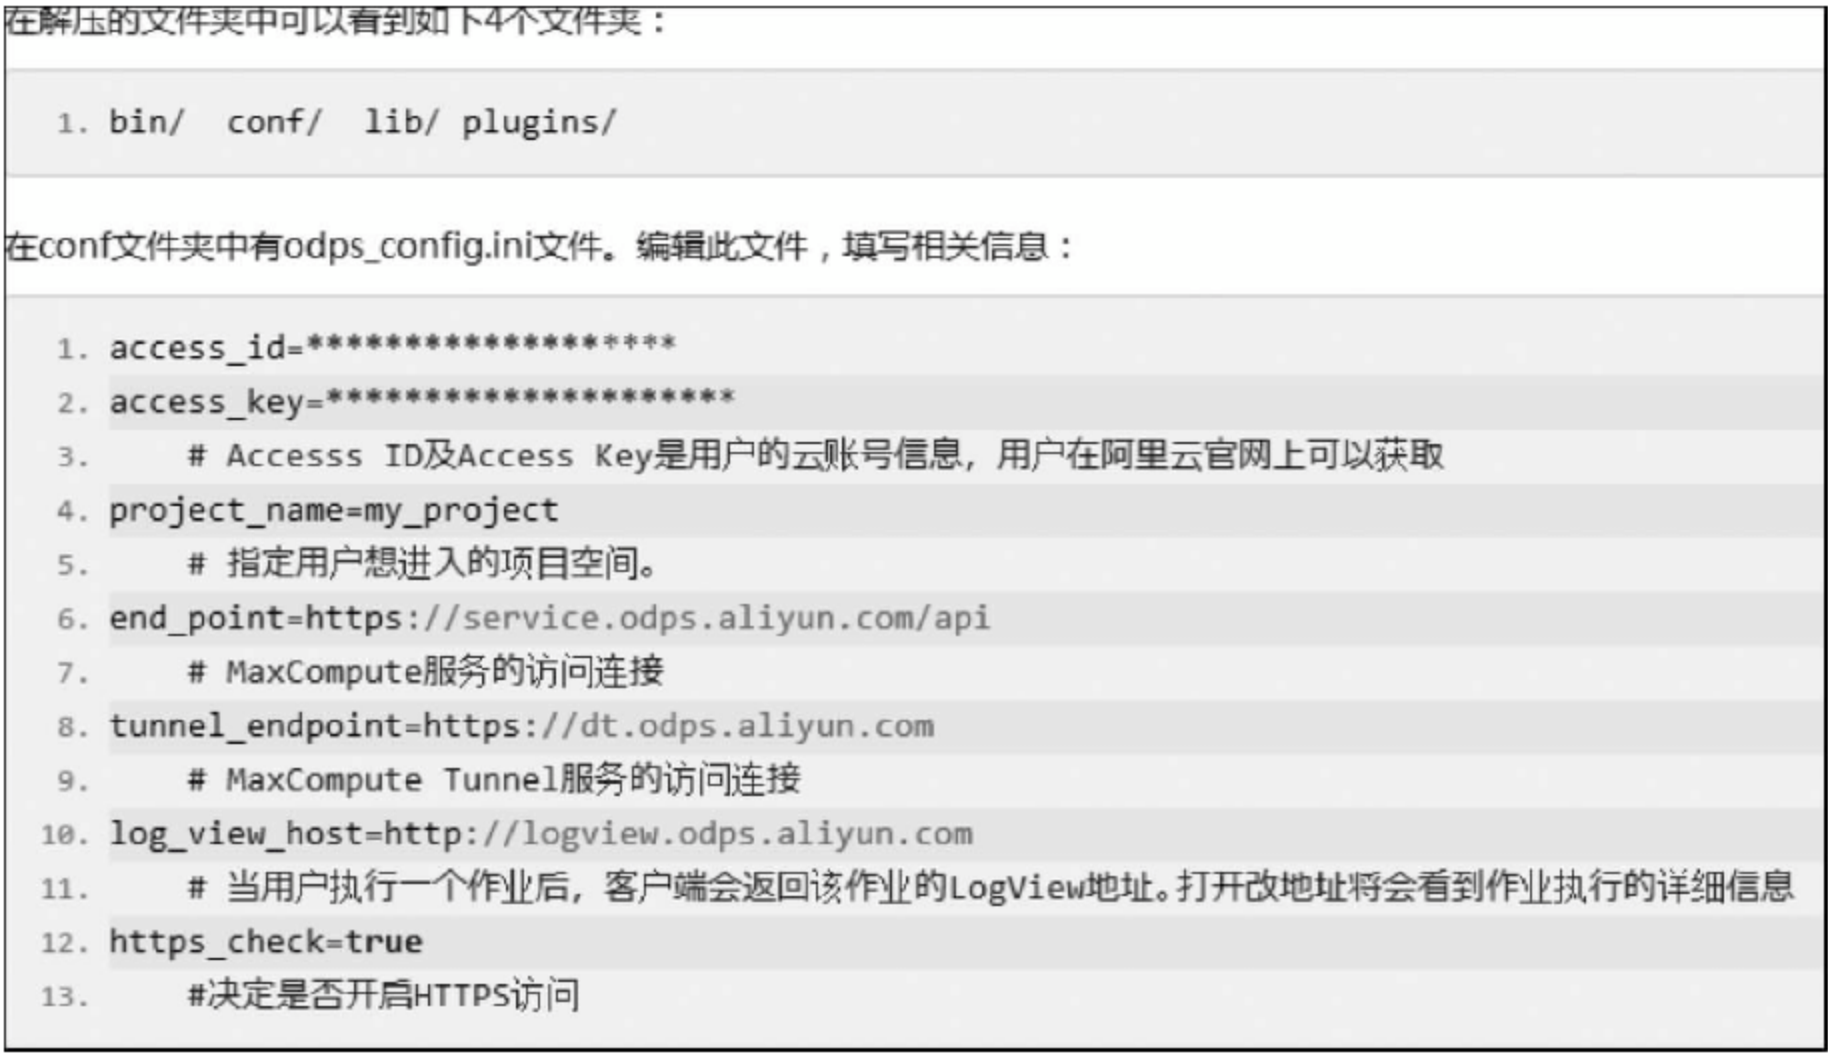 在解压的文件夹中可以看到如下4个文件夹：
1. bin/  conf/  lib/ plugins/
在conf文件夹中有odps_config.ini文件。编辑此文件，填写相关信息：
1. access_id=*******************
2. access_key=*********************
3. # Accesss ID及Access Key是用户的云账号信息，用户在阿里云官网上可以获取
4. project_name=my_project
5. # 指定用户想进入的项目空间。
6. end_point=https://service.odps.aliyun.com/api
7. # MaxCompute服务的访问连接
8. tunnel_endpoint=https://dt.odps.aliyun.com
9. # MaxCompute Tunnel服务的访问连接
10. log_view_host=http://logview.odps.aliyun.com
11. # 当用户执行一个作业后，客户端会返回该作业的LogView地址。打开改地址将会看到作业执行的详细信息
12. https_check=true
13. #决定是否开启HTTPS访问